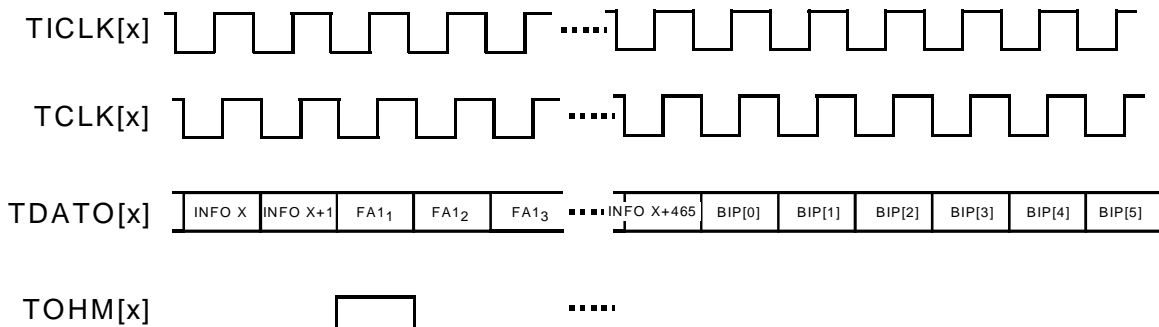 TICLK[x]
TCLK[x]
TDATO[x] INFO X INFO X+1 FA1₁ FA1₂ FA1₃ INFO X+465 BIP[0] BIP[1] BIP[2] BIP[3] BIP[4] BIP[5]
TOHM[x]